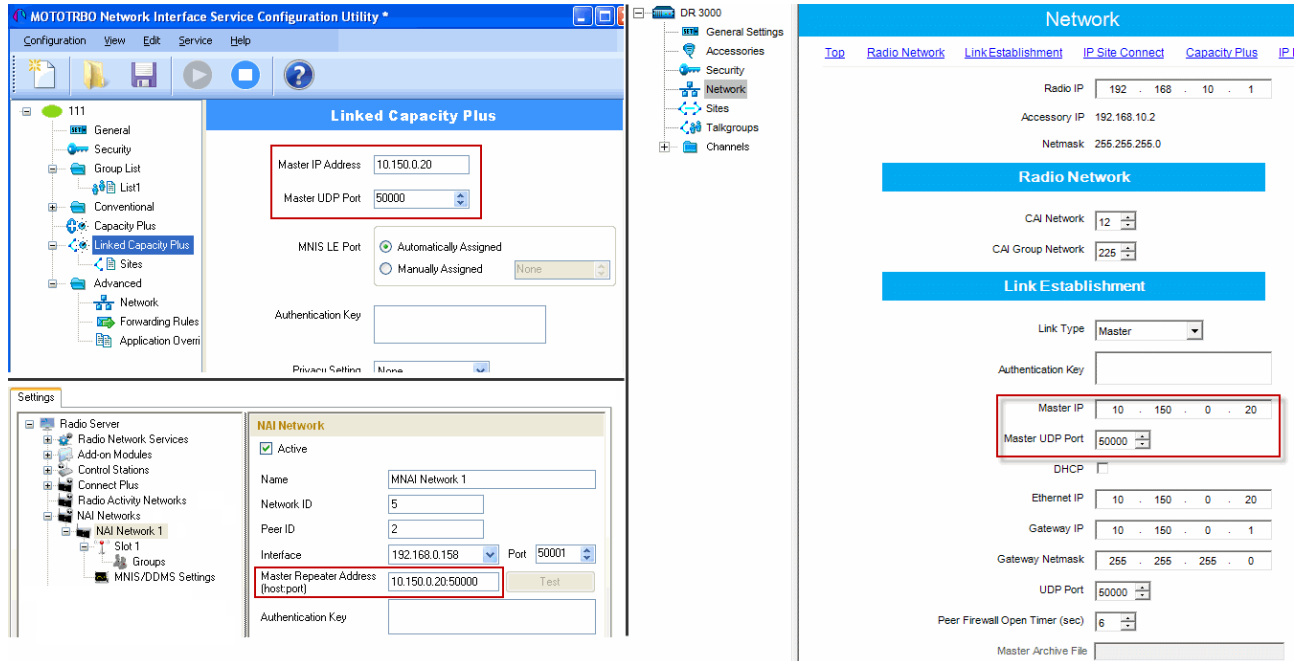 MOTOTRBO Network Interface Service Configuration Utility *
Configuration View Edit Service Help
111
General
Security
Group List
List1
Conventional
Capacity Plus
Linked Capacity Plus
Sites
Advanced
Network
Forwarding Rules
Application Overri
Linked Capacity Plus
Master IP Address 10.150.0.20
Master UDP Port 50000
MNIS LE Port Automatically Assigned
Manually Assigned None
Authentication Key
Privacy Setting None
Settings
Radio Server
Radio Network Services
Add-on Modules
Control Stations
Connect Plus
Radio Activity Networks
NAI Networks
NAI Network 1
Slot 1
Groups
MNIS/DDMS Settings
NAI Network
Active
Name MNAI Network 1
Network ID 5
Peer ID 2
Interface 192.168.0.158 Port 50001
Master Repeater Address
(host:port) 10.150.0.20:50000 Test
Authentication Key
DR 3000
General Settings
Accessories
Security
Network
Sites
Talkgroups
Channels
Network
Top Radio Network Link Establishment IP Site Connect Capacity Plus IP
Radio IP 192 . 168 . 10 . 1
Accessory IP 192.168.10.2
Netmask 255.255.255.0
Radio Network
CAI Network 12
CAI Group Network 225
Link Establishment
Link Type Master
Authentication Key
Master IP 10 . 150 . 0 . 20
Master UDP Port 50000
DHCP
Ethernet IP 10 . 150 . 0 . 20
Gateway IP 10 . 150 . 0 . 1
Gateway Netmask 255 . 255 . 255 . 0
UDP Port 50000
Peer Firewall Open Timer (sec) 6
Master Archive File